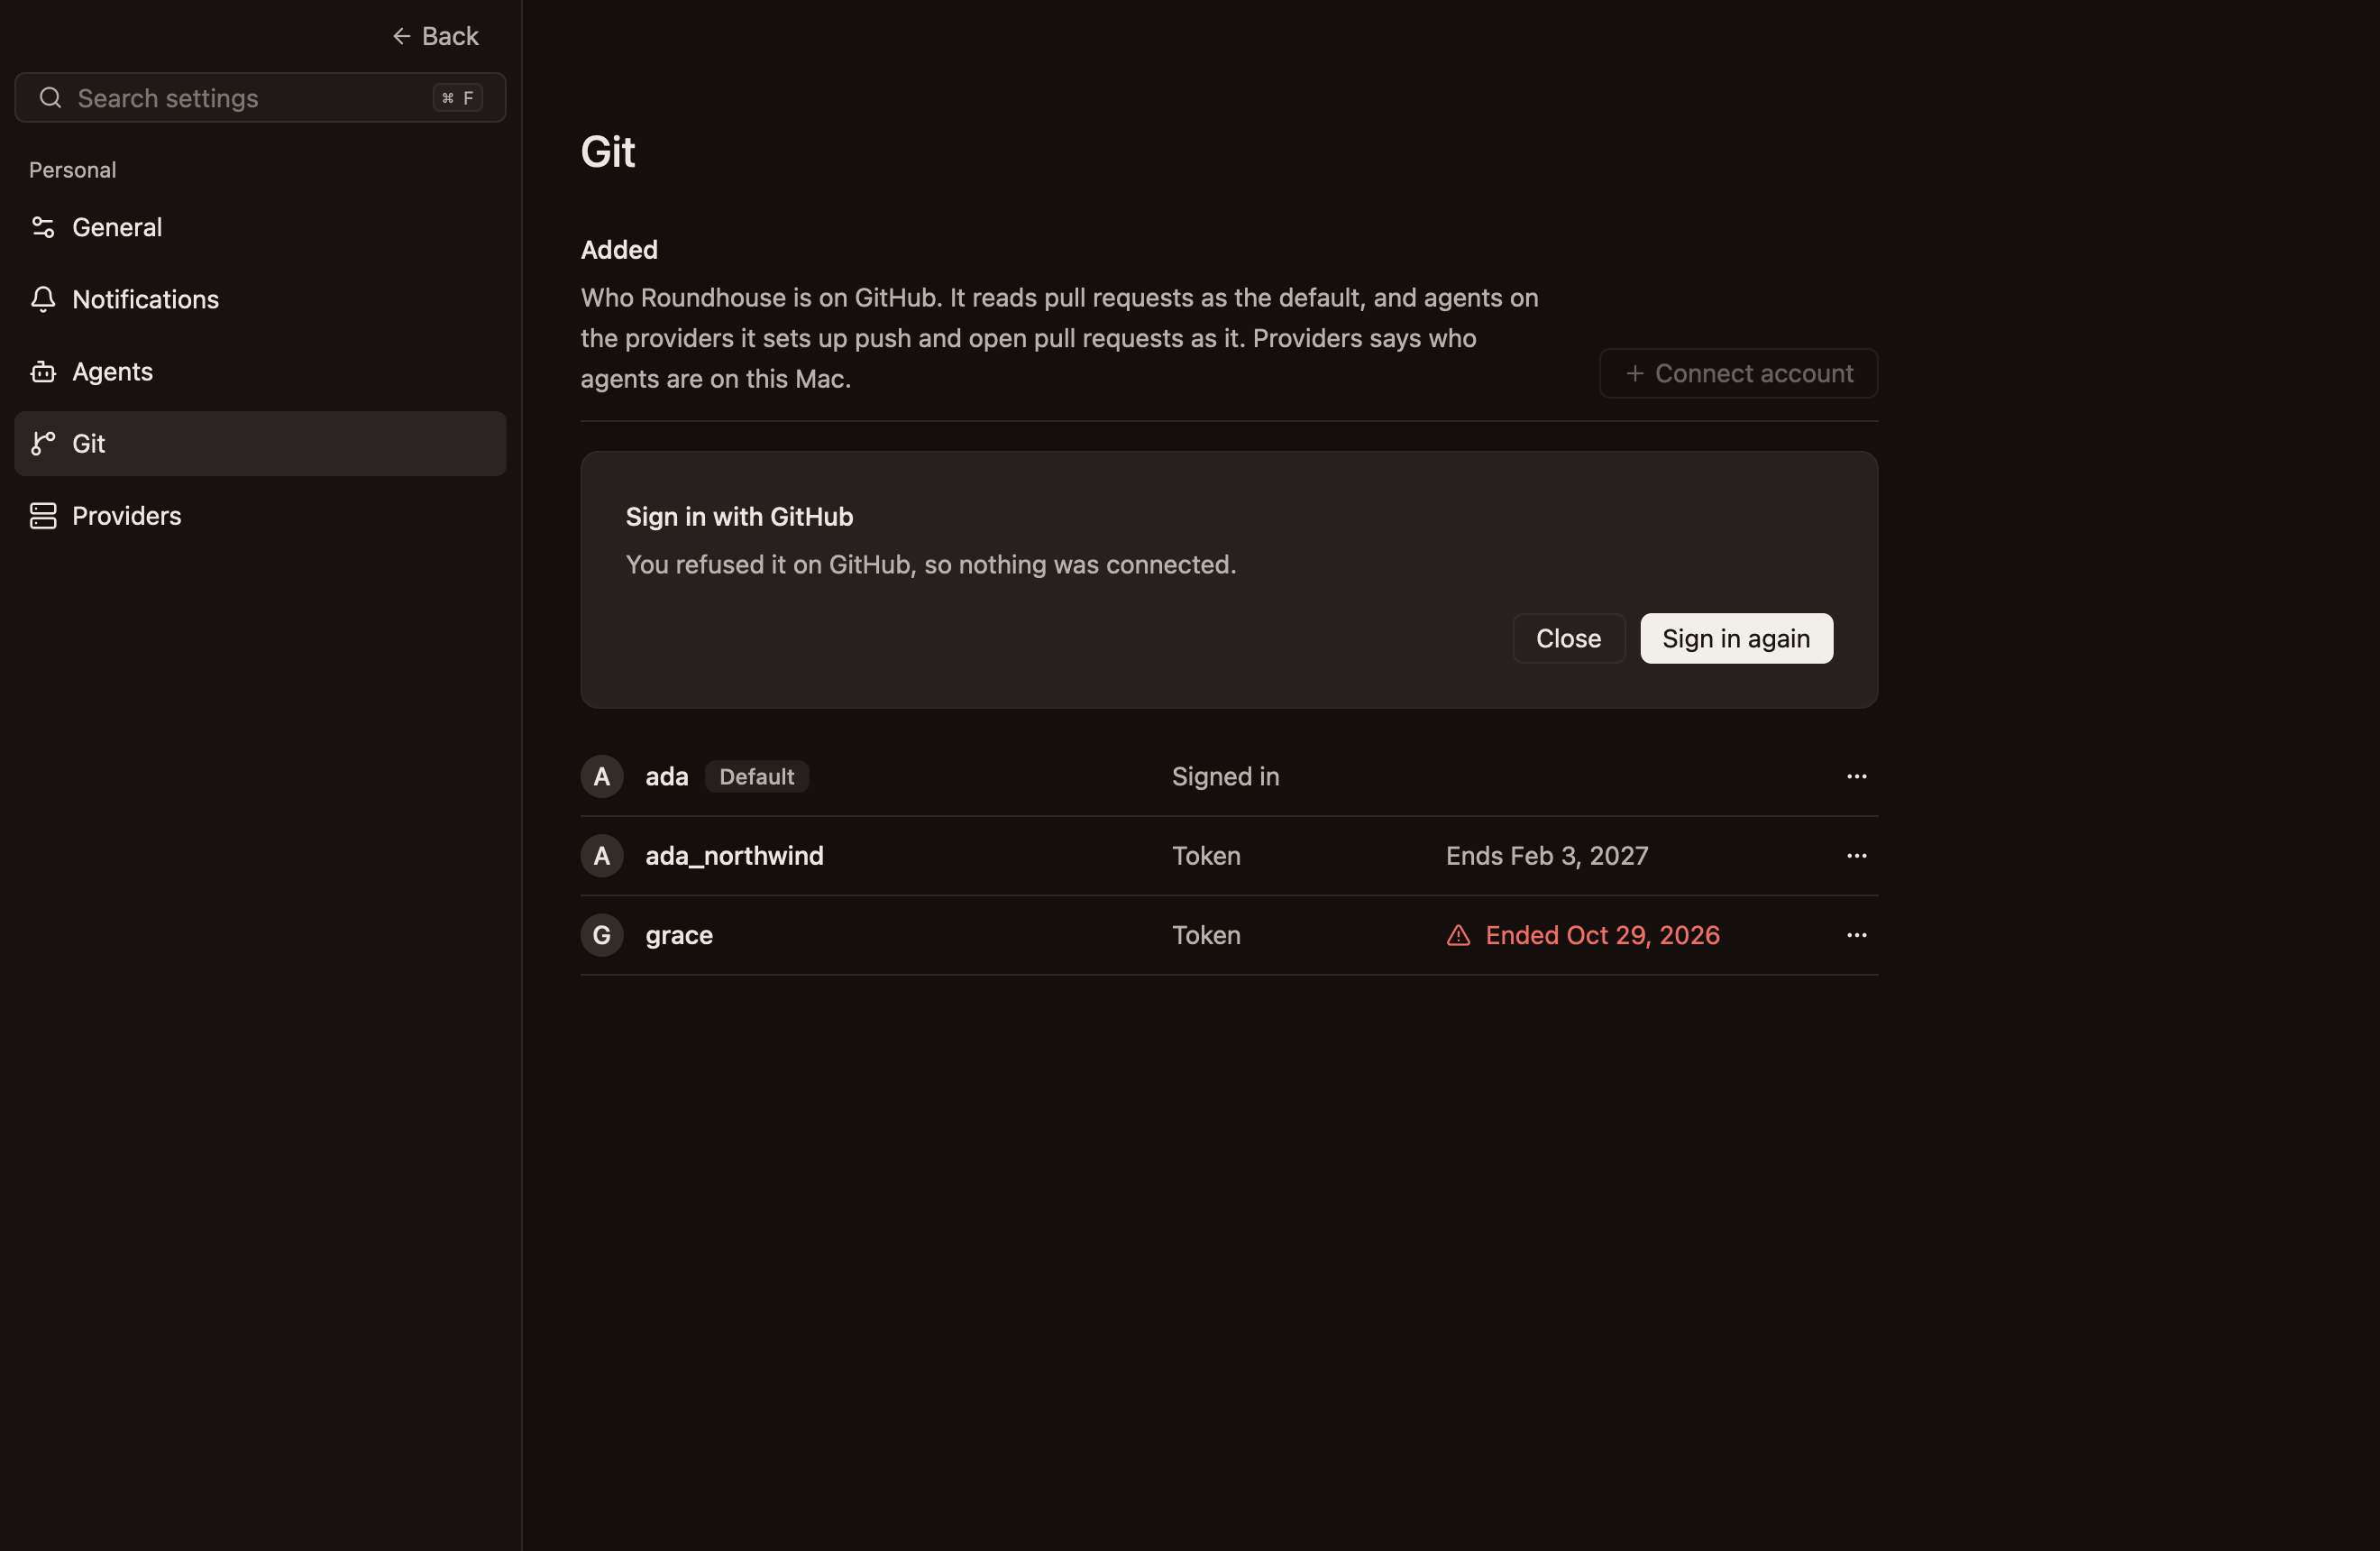 Back
Search settings ⌘ F
Personal
General
Notifications
Agents
Git
Providers
Git
Added
Who Roundhouse is on GitHub. It reads pull requests as the default, and agents on
the providers it sets up push and open pull requests as it. Providers says who
agents are on this Mac.
Connect account
Sign in with GitHub
You refused it on GitHub, so nothing was connected.
Close
Sign in again
A ada Default Signed in
A ada_northwind Token Ends Feb 3, 2027
G grace Token Ended Oct 29, 2026